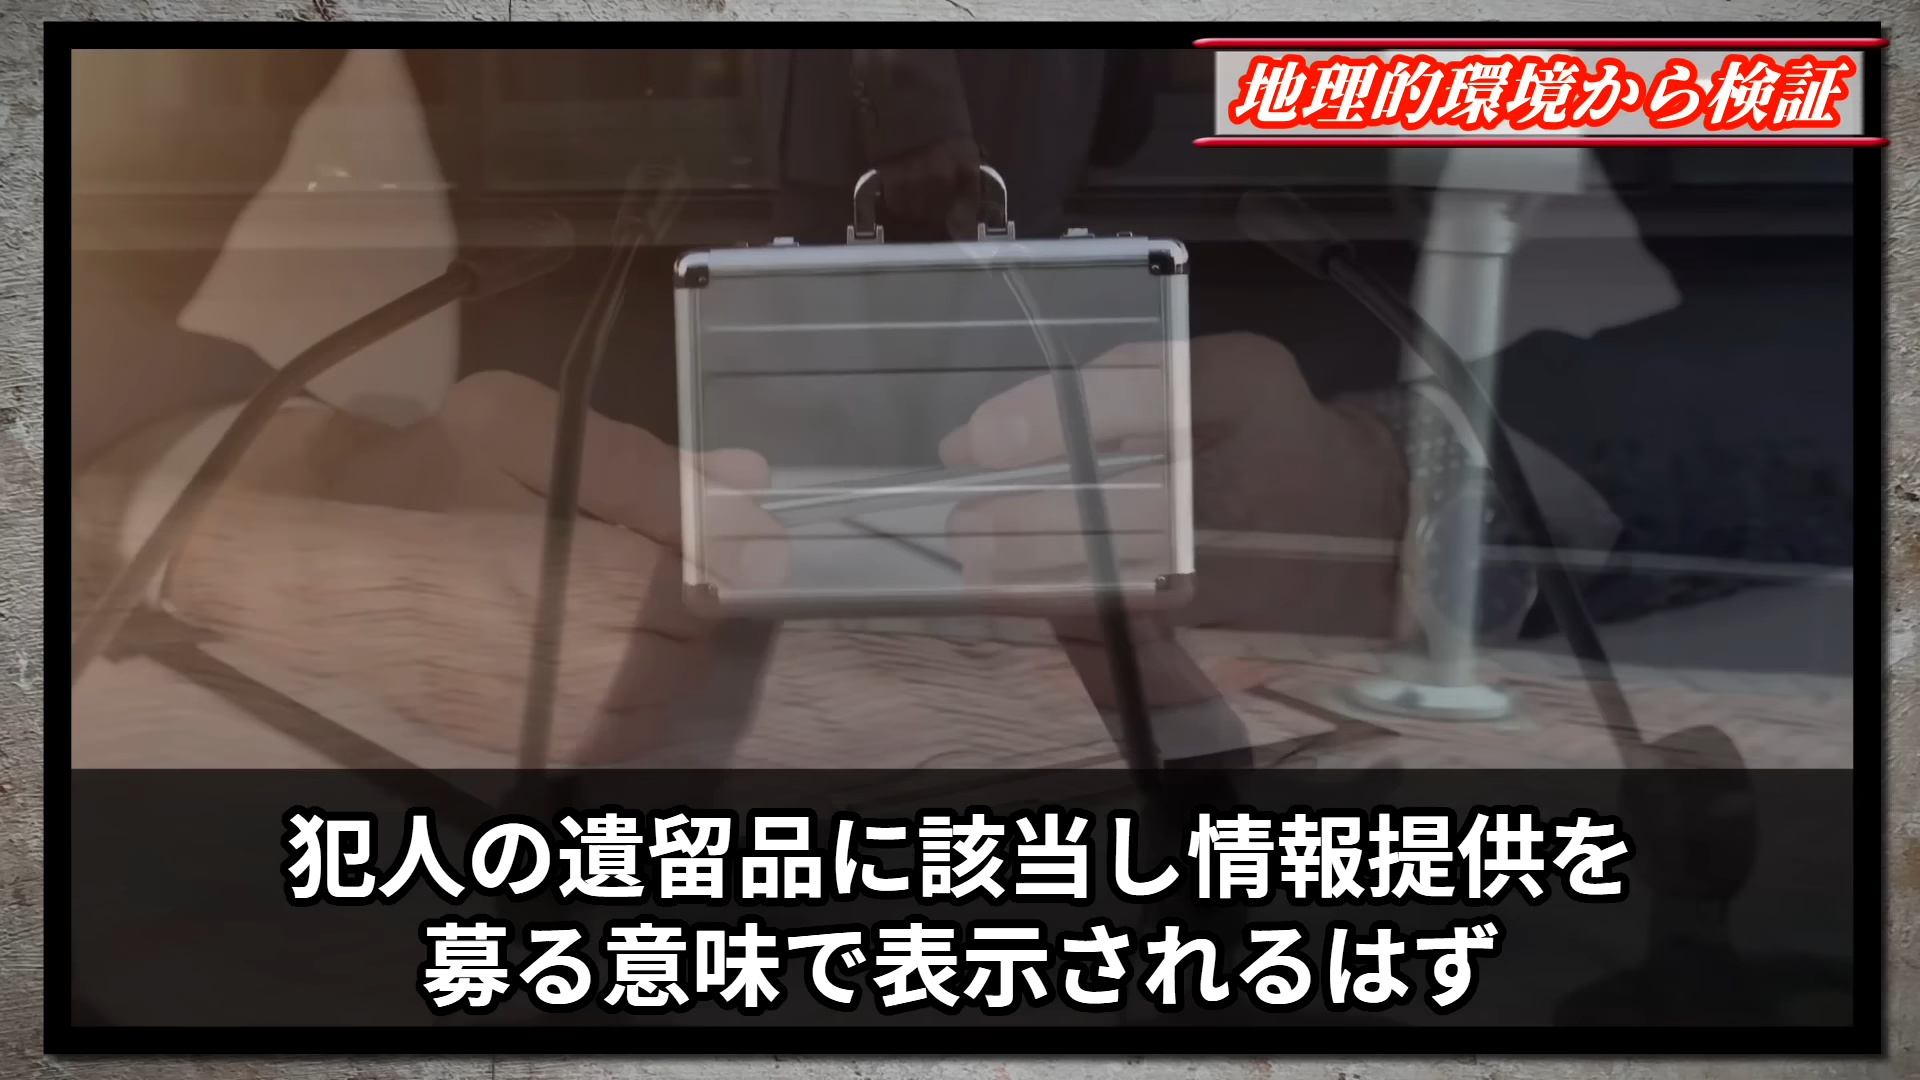 地理的環境から検証
犯人の遺留品に該当し情報提供を
募る意味で表示されるはず